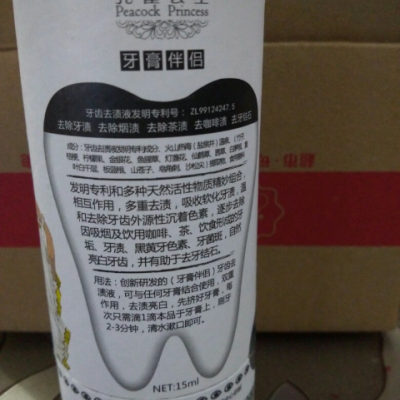 Peacock Princess
牙膏伴侣
牙齿去渍液发明专利号：ZL99124247.5
去除牙渍 去除烟渍 去除茶渍 去咖啡渍 去牙结石
发明专利和多种天然活性物质精妙组合，温
相互作用，多重去渍，吸收软化牙渍，
和去除牙齿外源性沉着色素，逐步去除
因吸烟及饮用咖啡、茶、饮食形成的牙
垢、牙渍、黑黄牙色素、牙菌斑，自然
亮白牙齿，并有助于去牙结石。
用法：创新研发的（牙膏伴侣）牙齿去
渍液，可与任何牙膏结合使用，双重
作用，去渍亮白，先挤好牙膏，每
次只需滴1滴本品于牙膏上，刷牙
2-3分钟，清水漱口即可。
NET:15ml